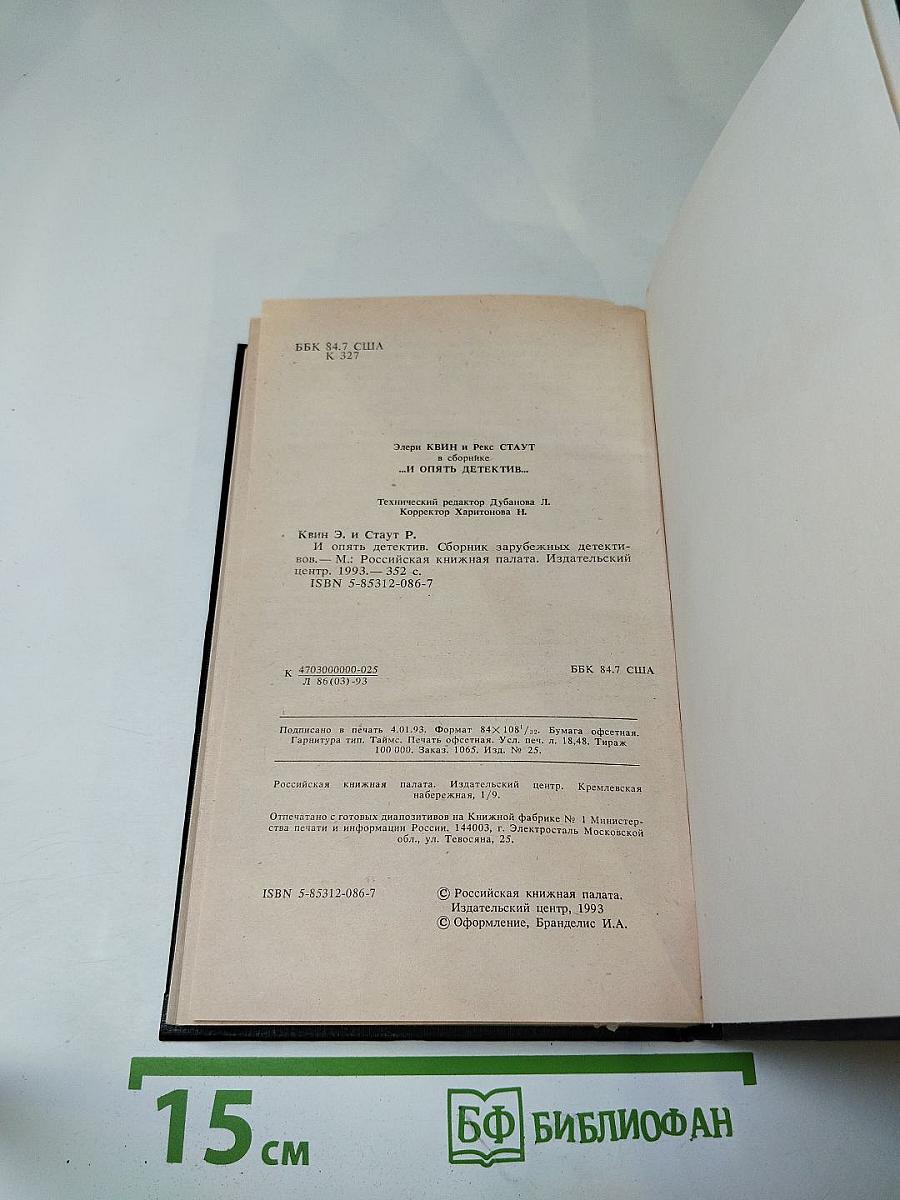 ББК 84.7 США
К 327
Элери КВИН и Рекс СТАУТ
в сборнике
...И ОПЯТЬ ДЕТЕКТИВ...
Технический редактор Дубанова Л.
Корректор Харитонова Н.
Квин Э. и Стаут Р.
И опять детектив. Сборник зарубежных детекти-
вов.— М.: Российская книжная палата. Издательский
центр. 1993.— 352 с.
ISBN 5-85312-086-7
К 4703000000-025
Л 86(03)-93
ББК 84.7 США
Подписано в печать 4.01.93. Формат 84×108¹/₃₂. Бумага офсетная.
Гарнитура тип. Таймс. Печать офсетная. Усл. печ. л. 18,48. Тираж
100 000. Заказ. 1065. Изд. № 25.
Российская книжная палата. Издательский центр. Кремлевская
набережная, 1/9.
Отпечатано с готовых диапозитивов на Книжной фабрике № 1 Министер-
ства печати и информации России. 144003, г. Электросталь Московской
обл., ул. Тевосяна, 25.
ISBN 5-85312-086-7
© Российская книжная палата.
Издательский центр, 1993
© Оформление, Бранделис И.А.
15 см
БФ БИБЛИОФАН